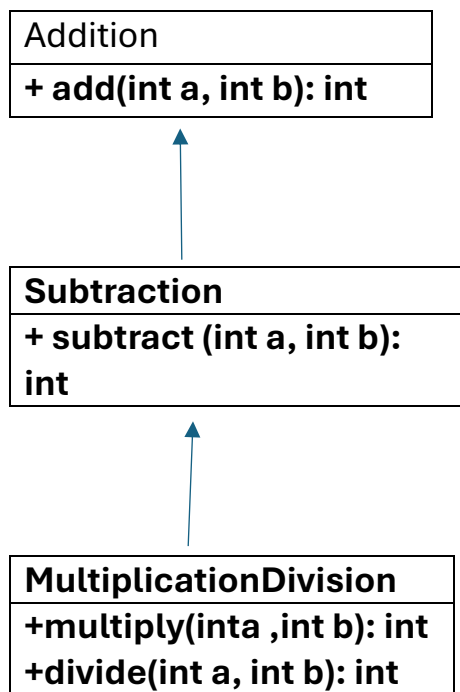 Addition
+ add(int a, int b): int
Subtraction
+ subtract (int a, int b):
int
MultiplicationDivision
+multiply(inta ,int b): int
+divide(int a, int b): int